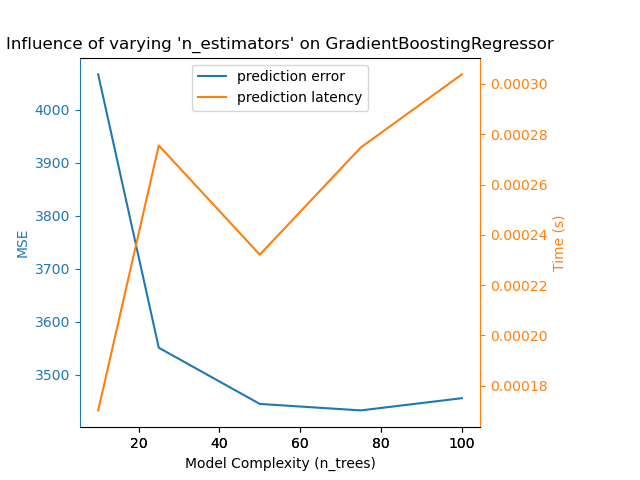 Influence of varying 'n_estimators' on GradientBoostingRegressor
prediction error
prediction latency
MSE
4000
3900
3800
3700
3600
3500
0.00030
0.00028
0.00026
0.00024
0.00022
0.00020
0.00018
Time (s)
20 40 60 80 100
Model Complexity (n_trees)